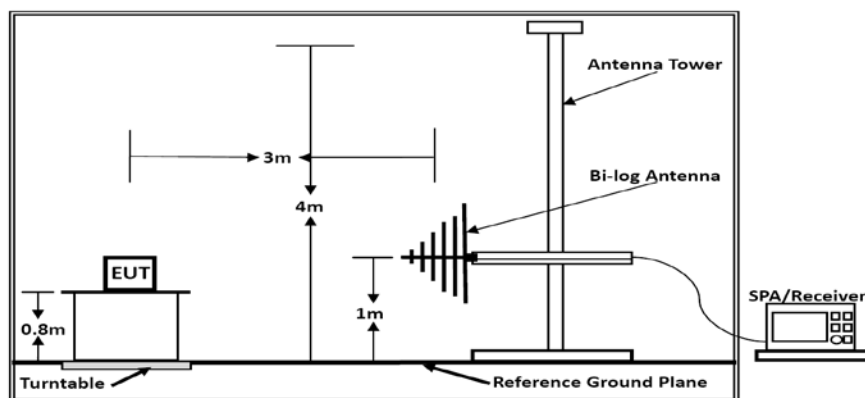 Antenna Tower
3m
Bi-log Antenna
4m
EUT
SPA/Receiver
0.8m
1m
Turntable
Reference Ground Plane